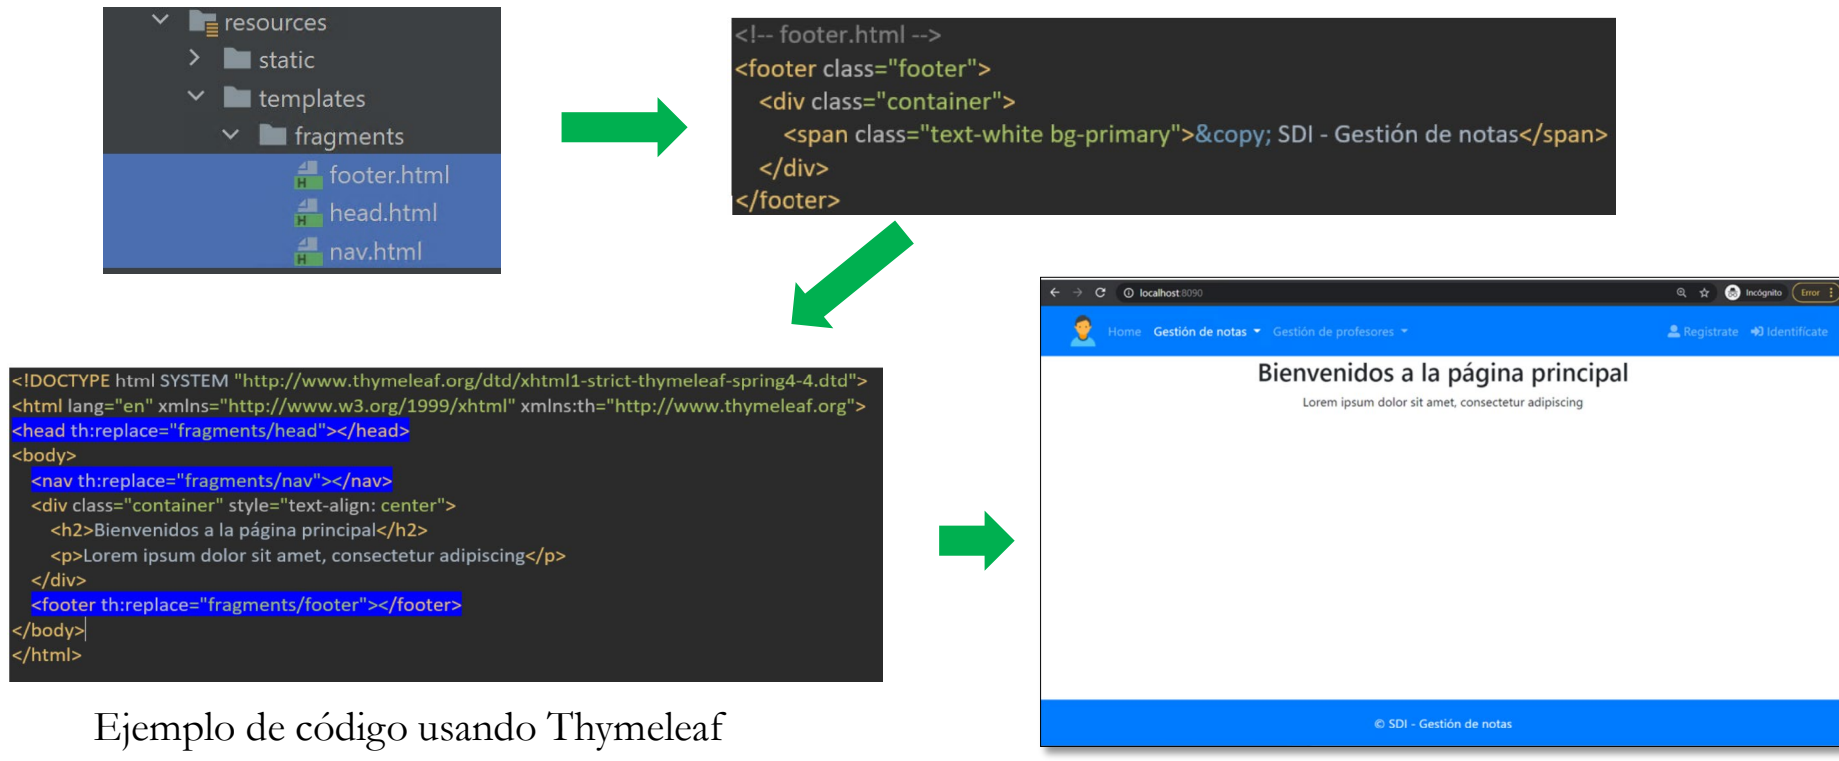 resources
static
templates
fragments
footer.html
head.html
nav.html
<!-- footer.html -->
<footer class="footer">
<div class="container">
<span class="text-white bg-primary">&copy; SDI - Gestión de notas</span>
</div>
</footer>
<!DOCTYPE html SYSTEM "http://www.thymeleaf.org/dtd/xhtml1-strict-thymeleaf-spring4-4.dtd">
<html lang="en" xmlns="http://www.w3.org/1999/xhtml" xmlns:th="http://www.thymeleaf.org">
<head th:replace="fragments/head"></head>
<body>
<nav th:replace="fragments/nav"></nav>
<div class="container" style="text-align: center">
<h2>Bienvenidos a la página principal</h2>
<p>Lorem ipsum dolor sit amet, consectetur adipiscing</p>
</div>
<footer th:replace="fragments/footer"></footer>
</body>
</html>
Ejemplo de código usando Thymeleaf
localhost:8090 Incógnito Error
Home Gestión de notas Gestión de profesores Registrate Identifícate
Bienvenidos a la página principal
Lorem ipsum dolor sit amet, consectetur adipiscing
© SDI - Gestión de notas